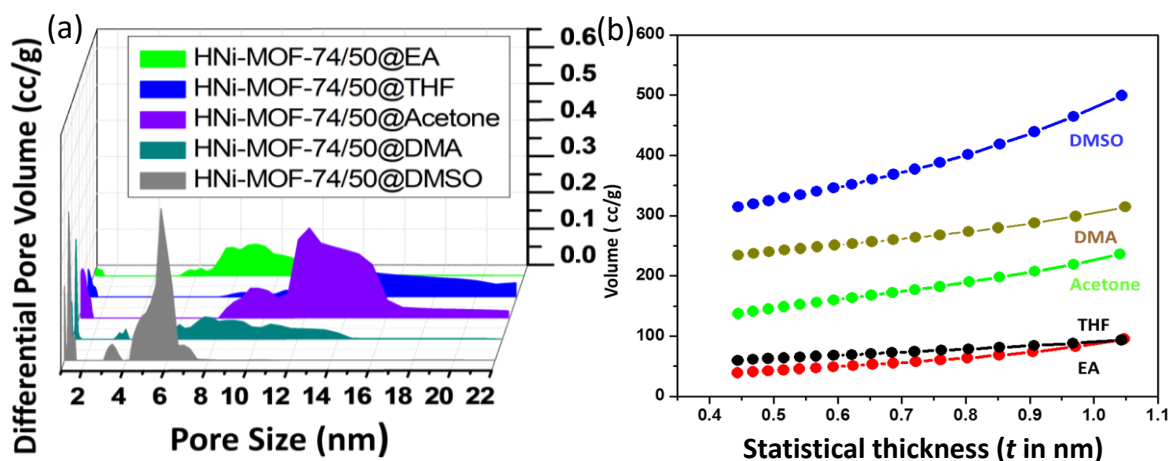 (a)
Differential Pore Volume (cc/g)
HNi-MOF-74/50@EA
HNi-MOF-74/50@THF
HNi-MOF-74/50@Acetone
HNi-MOF-74/50@DMA
HNi-MOF-74/50@DMSO
0.6
0.5
0.4
0.3
0.2
0.1
0.0
2 4 6 8 10 12 14 16 18 20 22
Pore Size (nm)
(b)
Volume ( cc/g)
600
500
400
300
200
100
0
DMSO
DMA
Acetone
THF
EA
0.4 0.5 0.6 0.7 0.8 0.9 1.0 1.1
Statistical thickness (t in nm)